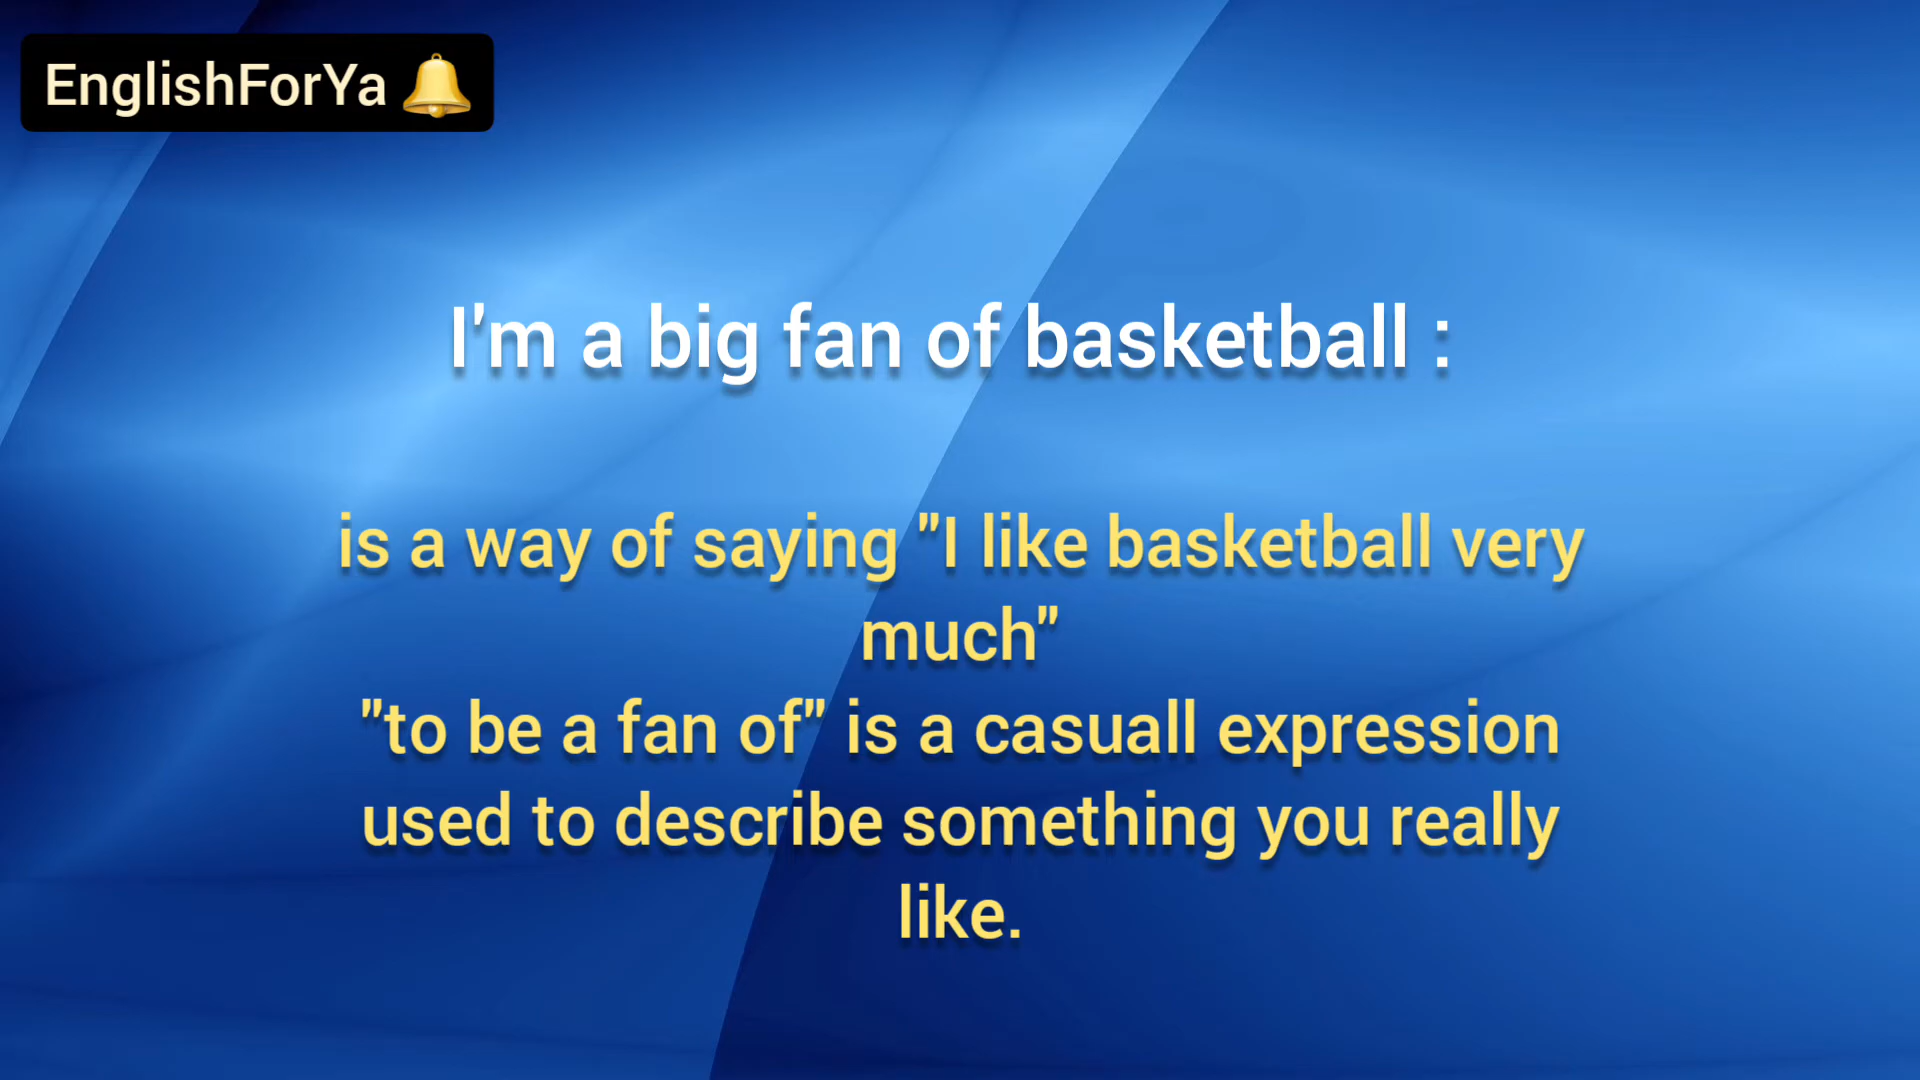 EnglishForYa 🔔
I'm a big fan of basketball :
is a way of saying "I like basketball very
much"
"to be a fan of" is a casuall expression
used to describe something you really
like.